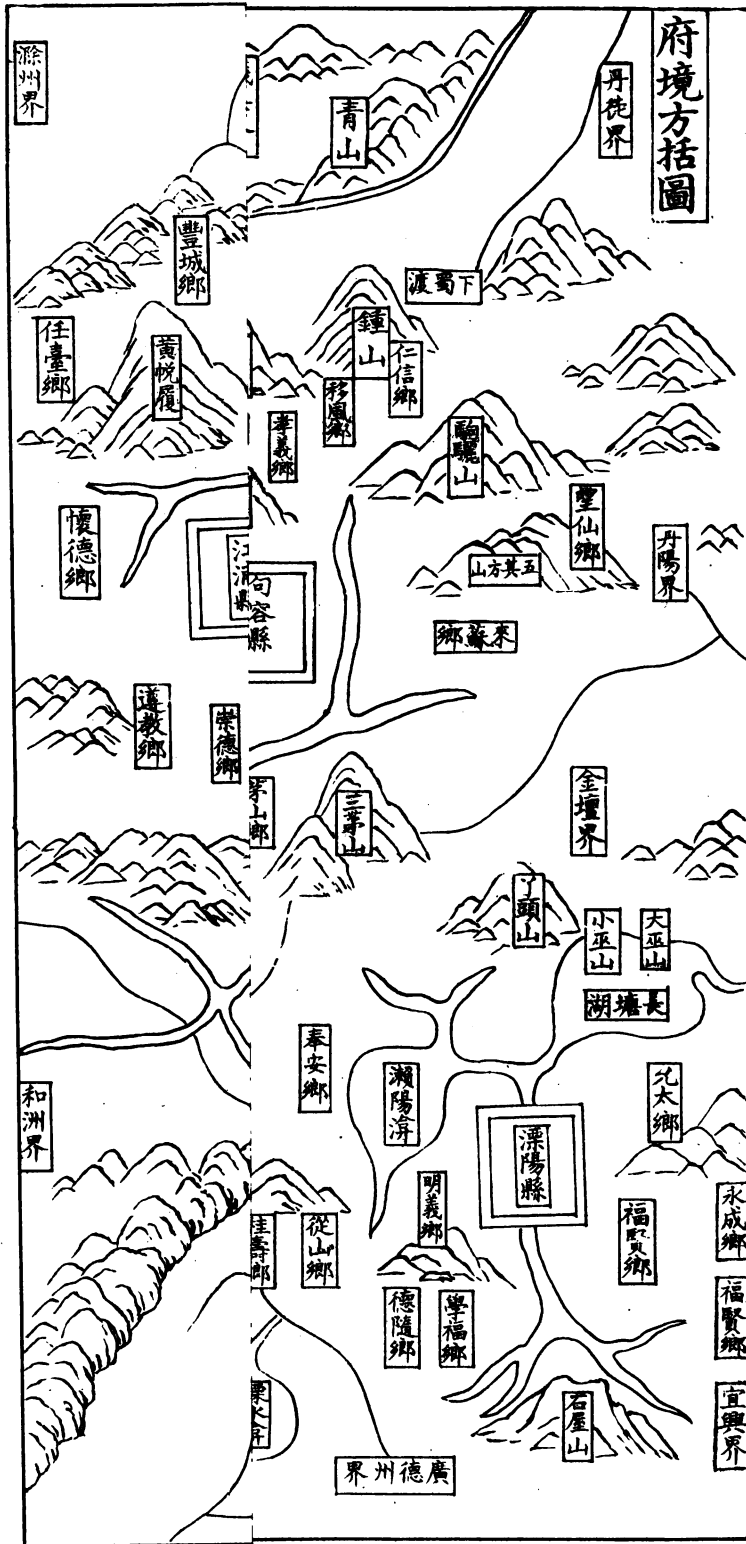 府境方括圖
丹徒界
青山
滁州界
豐城鄉
下蜀渡
鍾山
仁信鄉
移風鄉
孝義鄉
任臺鄉
黃悅履
駒驪山
望仙鄉
丹陽界
五其方山
來蘇鄉
懷德鄉
句容縣
遵教鄉
崇德鄉
茅山鄉
三茅山
金壇界
丫頭山
小巫山
大巫山
長塘湖
奉安鄉
瀨陽渰
溧陽縣
和洲界
明義鄉
從山鄉
福賢鄉
永成鄉
德隨鄉
學福鄉
福賢鄉
宜興界
石屋山
廣德州界